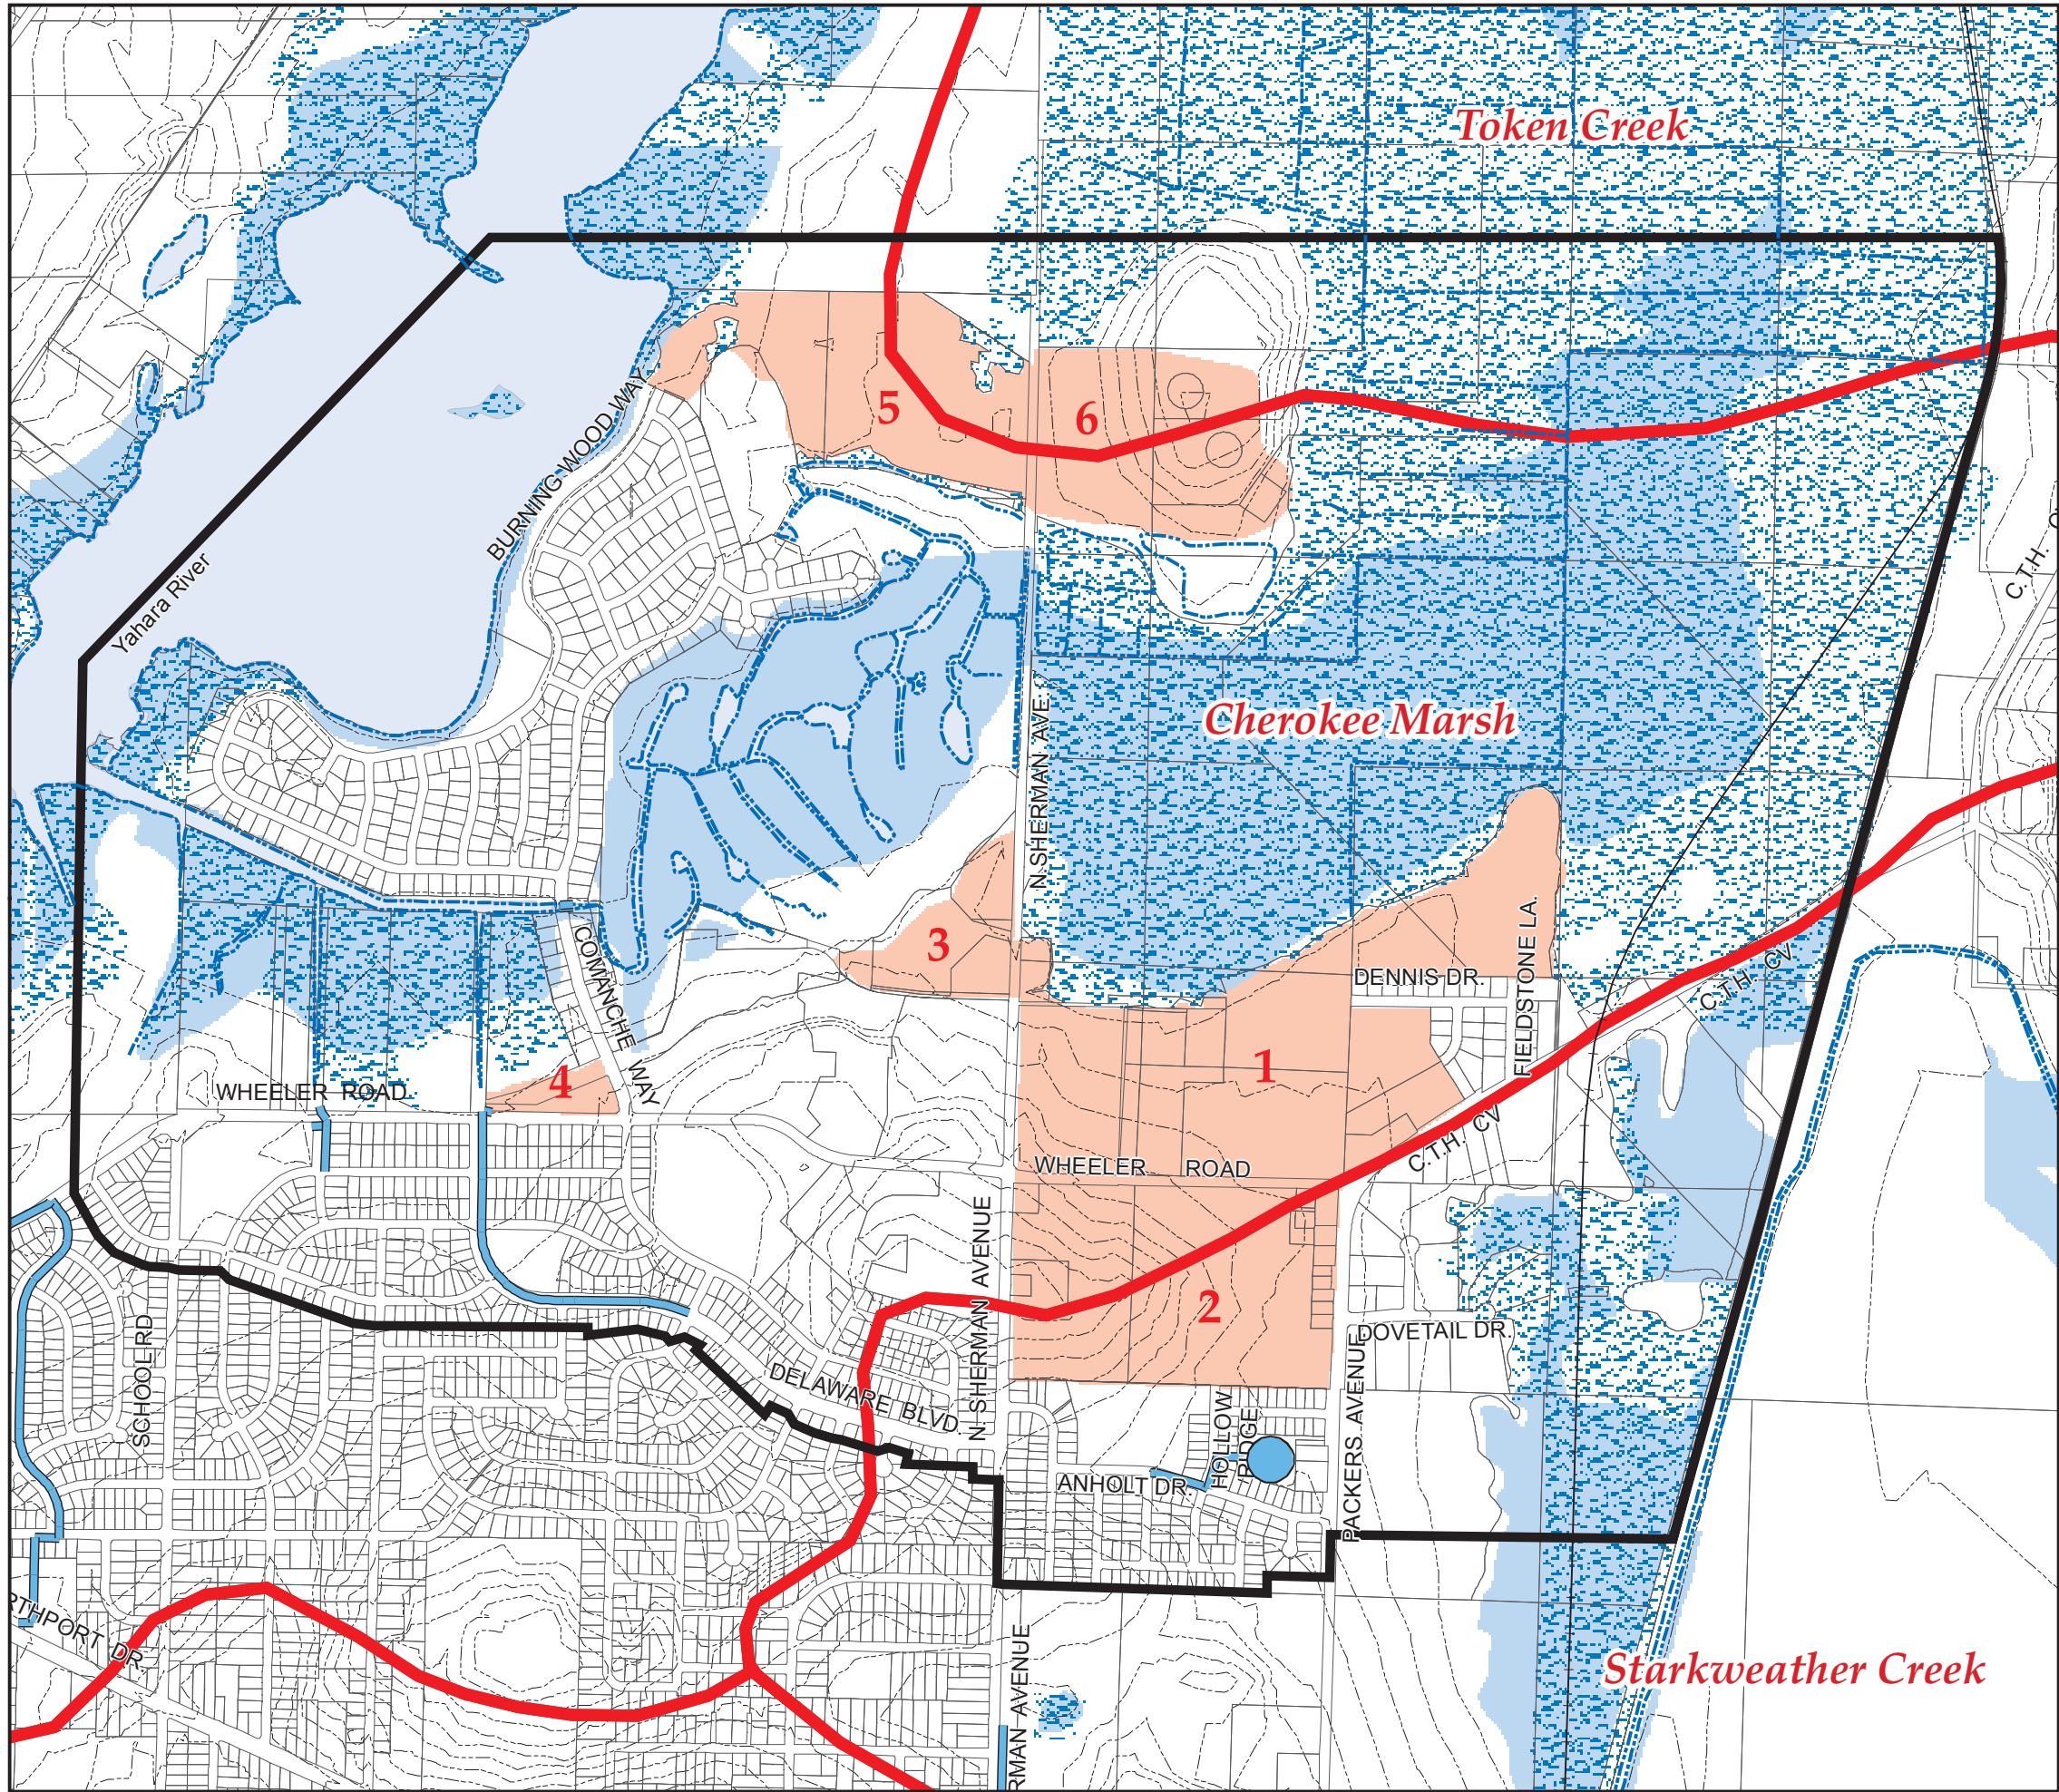 Token Creek
BURNING WOOD WAY
5
6
Yahara River
C.T.H.
Cherokee Marsh
N.SHERMAN AVE.
3
COMANCHE WAY
DENNIS DR.
FIELDSTONE LA.
C.T.H. CV
4
1
WHEELER ROAD
C.T.H. CV
WHEELER ROAD
2
N. SHERMAN AVENUE
DOVETAIL DR.
SCHOOL RD
DELAWARE BLVD.
HOLLOW
RIDGE
PACKERS AVENUE
ANHOLT DR.
RTHPORT DR.
RMAN AVENUE
Starkweather Creek